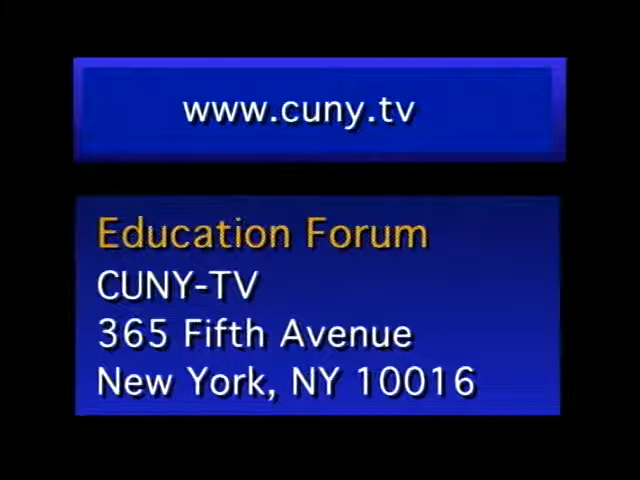 www.cuny.tv
Education Forum
CUNY-TV
365 Fifth Avenue
New York, NY 10016